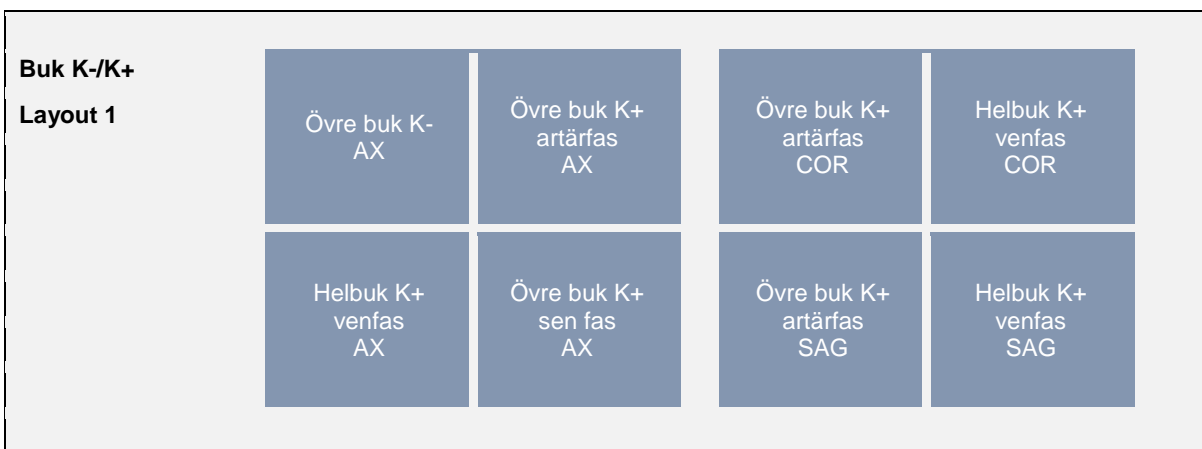 Buk K-/K+
Layout 1
Övre buk K-
AX
Övre buk K+
artärfas
AX
Övre buk K+
artärfas
COR
Helbuk K+
venfas
COR
Helbuk K+
venfas
AX
Övre buk K+
sen fas
AX
Övre buk K+
artärfas
SAG
Helbuk K+
venfas
SAG